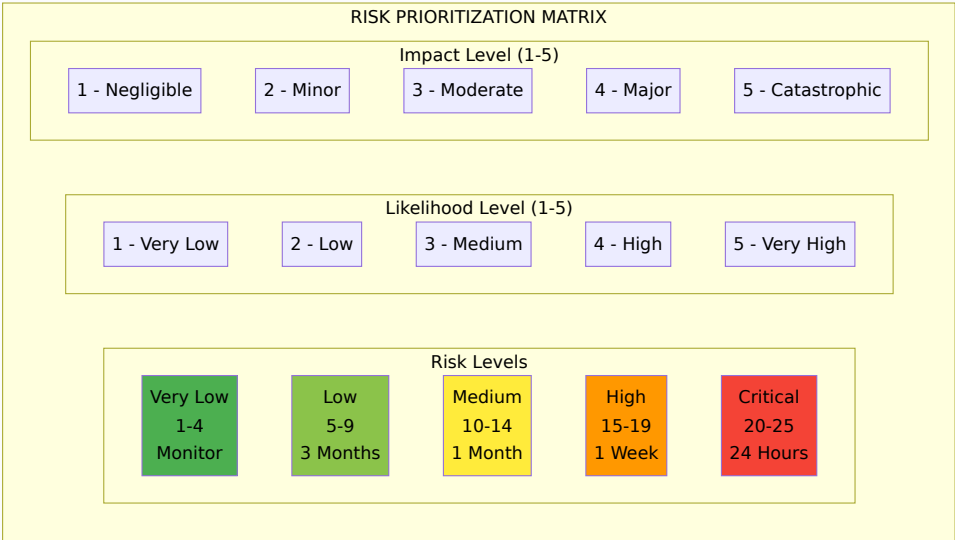 RISK PRIORITIZATION MATRIX
Impact Level (1-5)
1 - Negligible
2 - Minor
3 - Moderate
4 - Major
5 - Catastrophic
Likelihood Level (1-5)
1 - Very Low
2 - Low
3 - Medium
4 - High
5 - Very High
Risk Levels
Very Low
1-4
Monitor
Low
5-9
3 Months
Medium
10-14
1 Month
High
15-19
1 Week
Critical
20-25
24 Hours